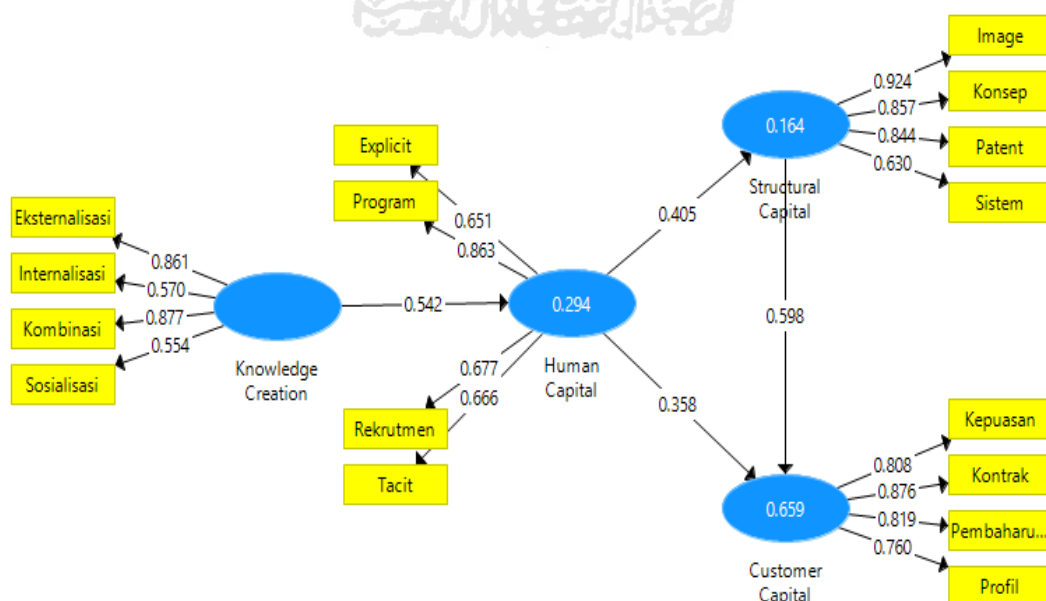 Image
0.924
Konsep
0.857
0.164
0.844
Patent
0.630
Structural
Capital
Sistem
Explicit
Program
0.651
0.863
0.405
Eksternalisasi
0.861
Internalisasi
0.570
0.877
Kombinasi
0.554
Sosialisasi
Knowledge
Creation
0.542
0.294
Human
Capital
0.677
0.666
Rekrutmen
Tacit
0.598
0.358
Kepuasan
0.808
Kontrak
0.876
0.659
0.819
Pembaharu...
0.760
Customer
Capital
Profil